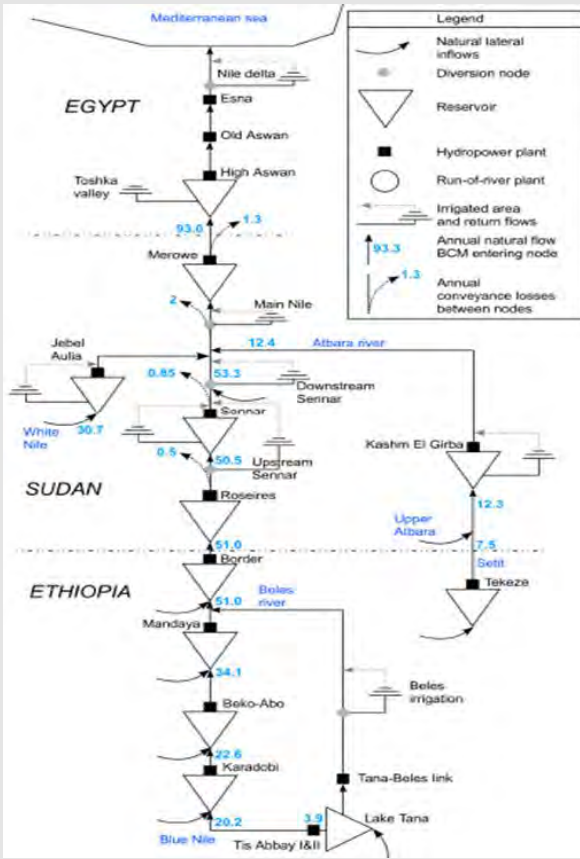 Mediterranean sea
Nile delta
Esna
EGYPT
Old Aswan
High Aswan
Toshka
valley
93.0
1.3
Merowe
2
Main Nile
12.4
Atbara river
Jebel
Aulia
0.85
53.3
Downstream
Sennar
Sennar
White
Nile
30.7
0.5
50.5
Upstream
Sennar
Kashm El Girba
SUDAN
Roseires
12.3
Upper
Atbara
7.5
51.0
Setit
Border
Tekeze
ETHIOPIA
Beles
river
51.0
Mandaya
34.1
Beles
irrigation
Beko-Abo
22.6
Karadobi
Tana-Beles link
20.2
3.9
Lake Tana
Blue Nile
Tis Abbay I&II
Legend
Natural lateral
inflows
Diversion node
Reservoir
Hydropower plant
Run-of-river plant
Irrigated area
and return flows
93.3
Annual natural flow
BCM entering node
1.3
Annual
conveyance losses
between nodes